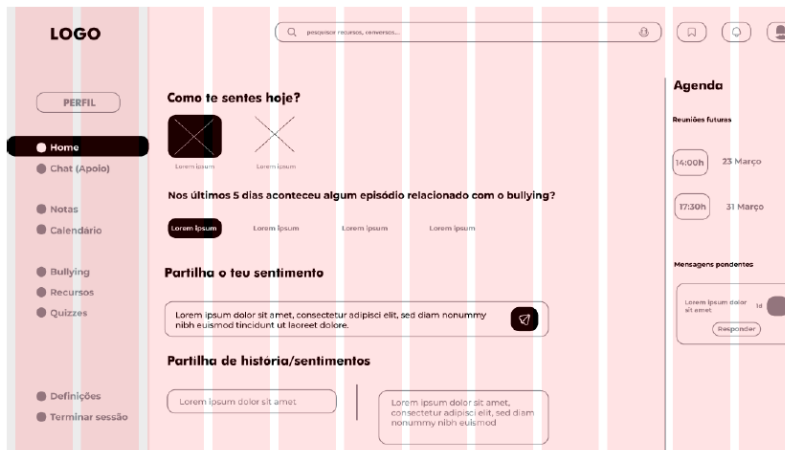 LOGO
pesquisar recursos, conversas...
PERFIL
Home
Chat (Apoio)
Notas
Calendário
Bullying
Recursos
Quizzes
Definições
Terminar sessão
Como te sentes hoje?
Lorem ipsum
Lorem ipsum
Nos últimos 5 dias aconteceu algum episódio relacionado com o bullying?
Lorem ipsum
Lorem ipsum
Lorem ipsum
Lorem ipsum
Partilha o teu sentimento
Lorem ipsum dolor sit amet, consectetur adipisci elit, sed diam nonummy
nibh euismod tincidunt ut laoreet dolore.
Partilha de história/sentimentos
Lorem ipsum dolor sit amet
Lorem ipsum dolor sit amet,
consectetur adipisci elit, sed diam
nonummy nibh euismod
Agenda
Reuniões futuras
14:00h 23 Março
17:30h 31 Março
Mensagens pendentes
Lorem ipsum dolor
sit amet
1d
Responder